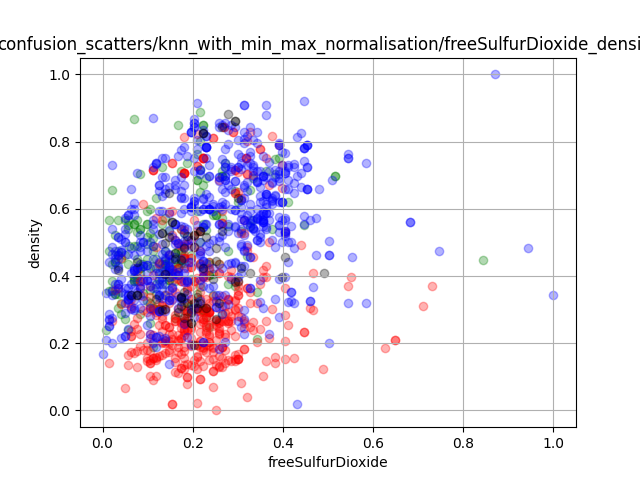 confusion_scatters/knn_with_min_max_normalisation/freeSulfurDioxide_densi
1.0
0.8
0.6
0.4
0.2
0.0
density
0.0 0.2 0.4 0.6 0.8 1.0
freeSulfurDioxide